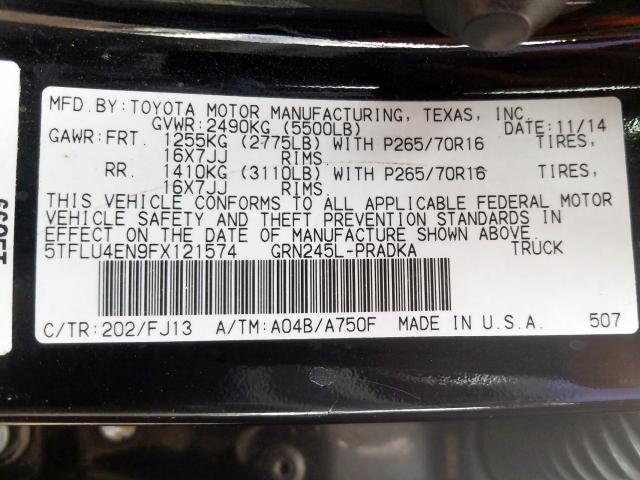 MFD.BY:TOYOTA MOTOR MANUFACTURING, TEXAS, INC.
GVWR:2490KG (5500LB) DATE:11/14
GAWR:FRT. 1255KG (2775LB) WITH P265/70R16 TIRES,
16X7JJ RIMS
RR. 1410KG (3110LB) WITH P265/70R16 TIRES,
16X7JJ RIMS
THIS VEHICLE CONFORMS TO ALL APPLICABLE FEDERAL MOTOR
VEHICLE SAFETY AND THEFT PREVENTION STANDARDS IN
EFFECT ON THE DATE OF MANUFACTURE SHOWN ABOVE.
5TFLU4EN9FX121574 GRN245L-PRADKA TRUCK
C/TR:202/FJ13 A/TM:A04B/A750F MADE IN U.S.A. 507